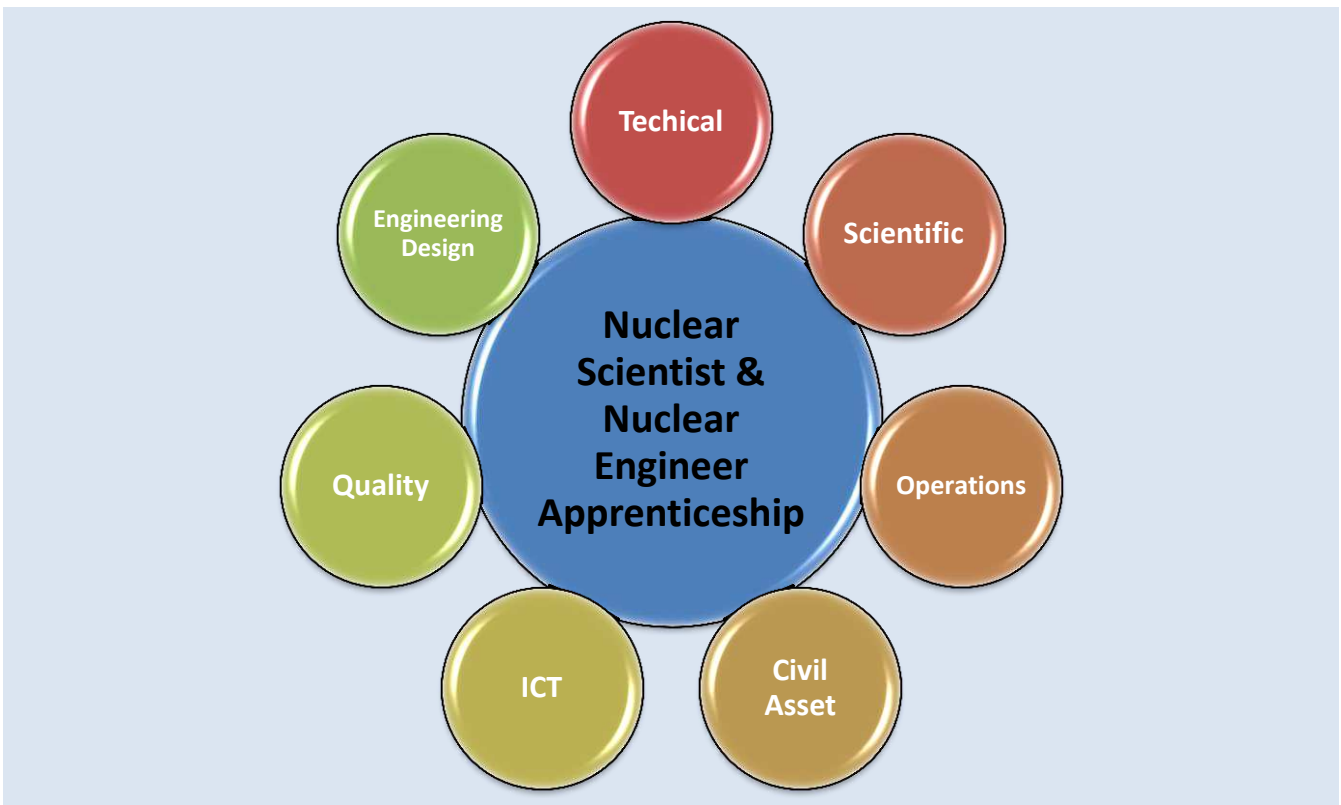 Techical
Scientific
Operations
Civil
Asset
ICT
Quality
Engineering
Design
Nuclear
Scientist &
Nuclear
Engineer
Apprenticeship